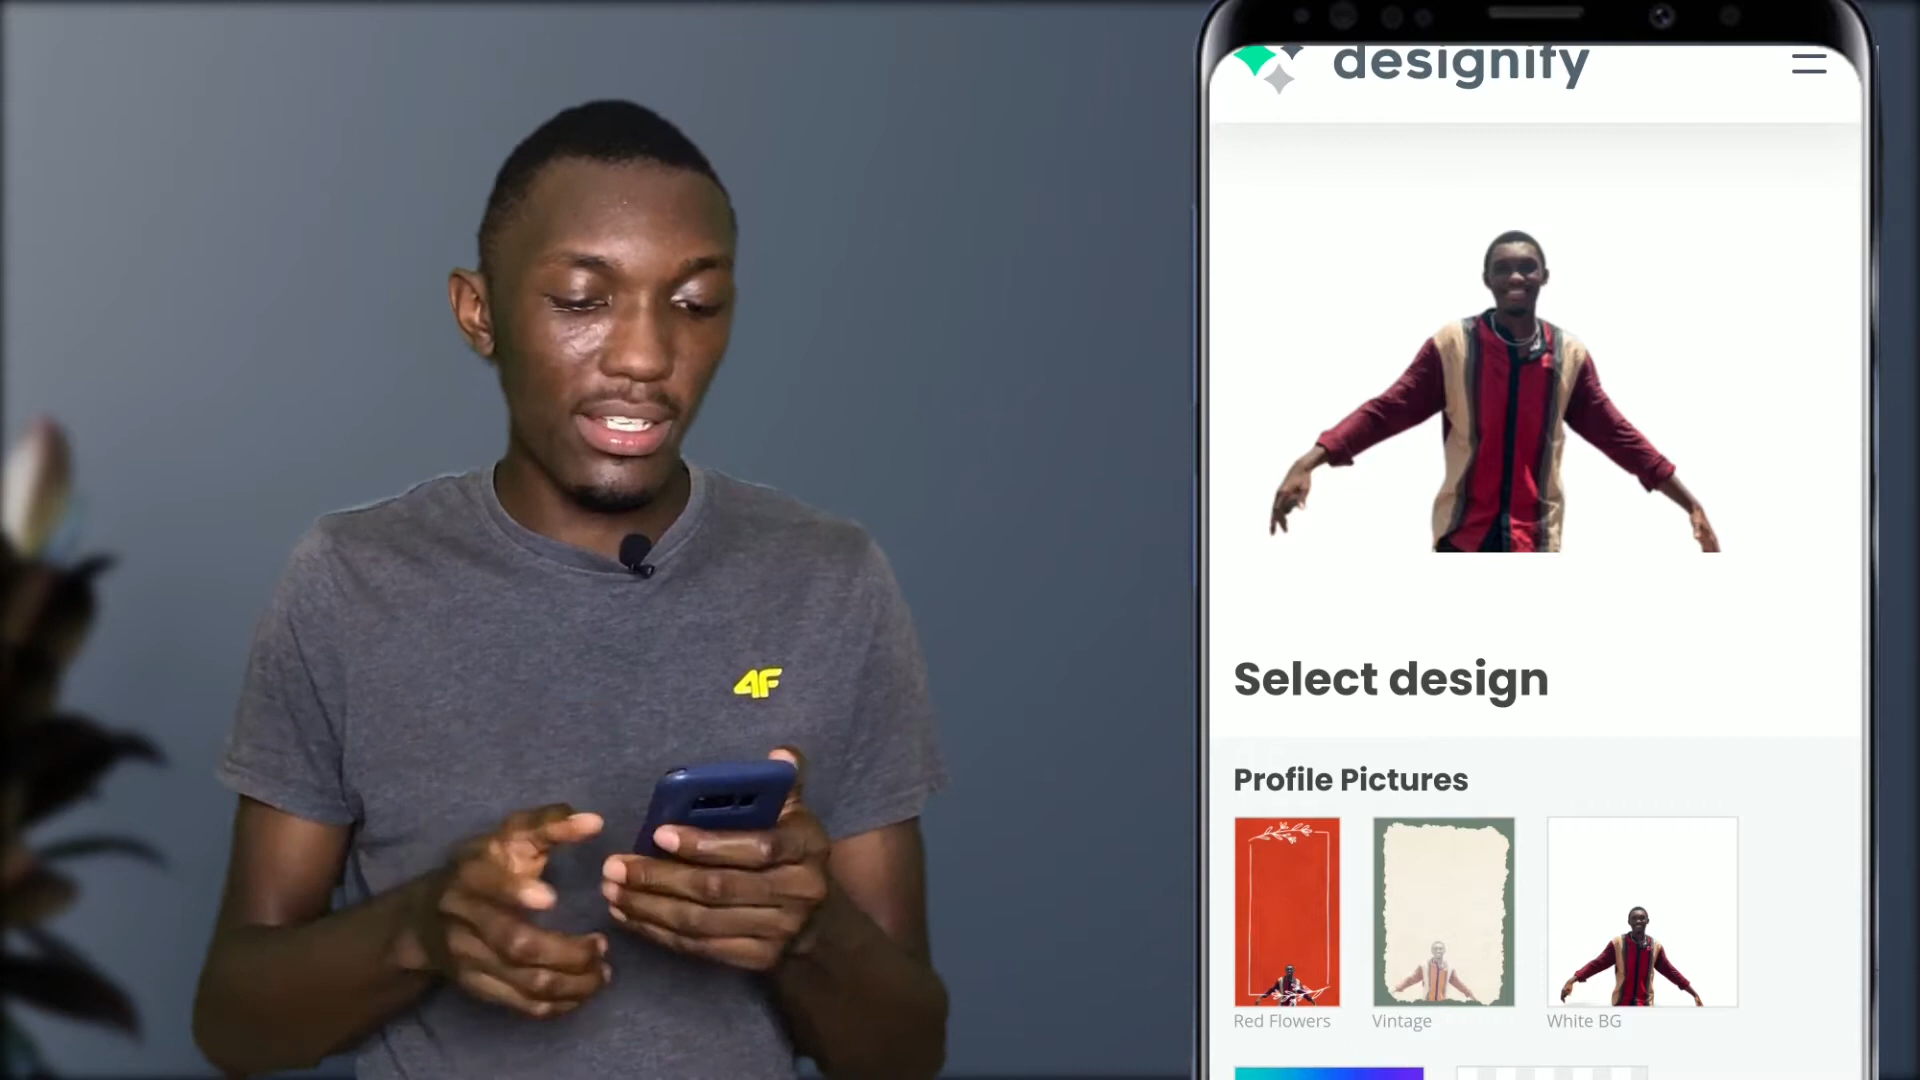 designify
Select design
Profile Pictures
Red Flowers
Vintage
White BG
4F